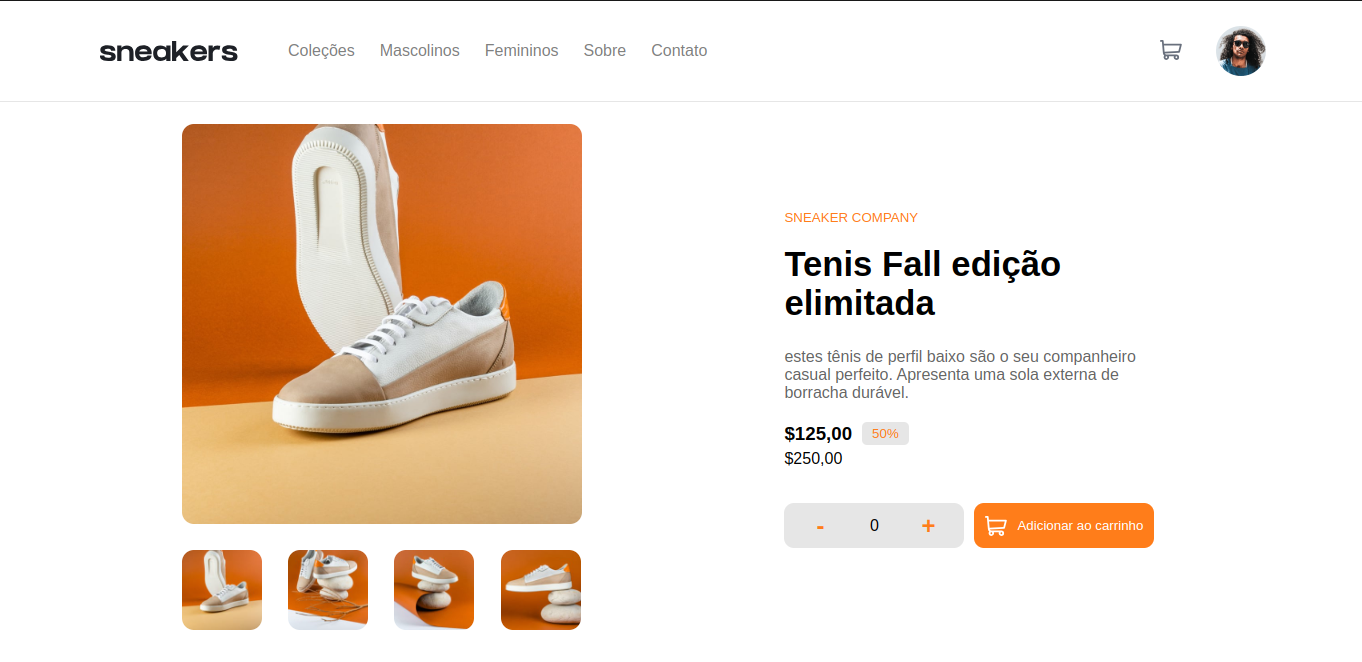 sneakers
Coleções Mascolinos Femininos Sobre Contato
SNEAKER COMPANY
Tenis Fall edição
elimitada
estes tênis de perfil baixo são o seu companheiro
casual perfeito. Apresenta uma sola externa de
borracha durável.
$125,00 50%
$250,00
- 0 + Adicionar ao carrinho